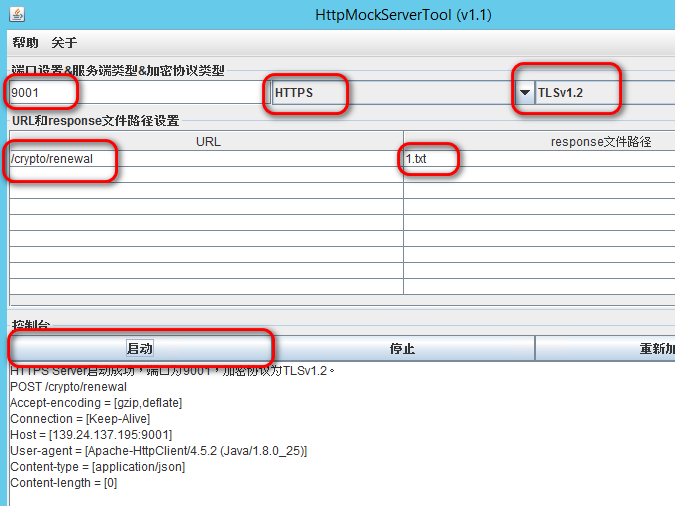 HttpMockServerTool (v1.1)
帮助 关于
端口设置&服务端类型&加密协议类型
9001 HTTPS TLSv1.2
URL和response文件路径设置
URL response文件路径
/crypto/renewal 1.txt
控制台
启动 停止 重新加
HTTPS Server启动成功，端口为9001，加密协议为TLSv1.2。
POST /crypto/renewal
Accept-encoding = [gzip,deflate]
Connection = [Keep-Alive]
Host = [139.24.137.195:9001]
User-agent = [Apache-HttpClient/4.5.2 (Java/1.8.0_25)]
Content-type = [application/json]
Content-length = [0]